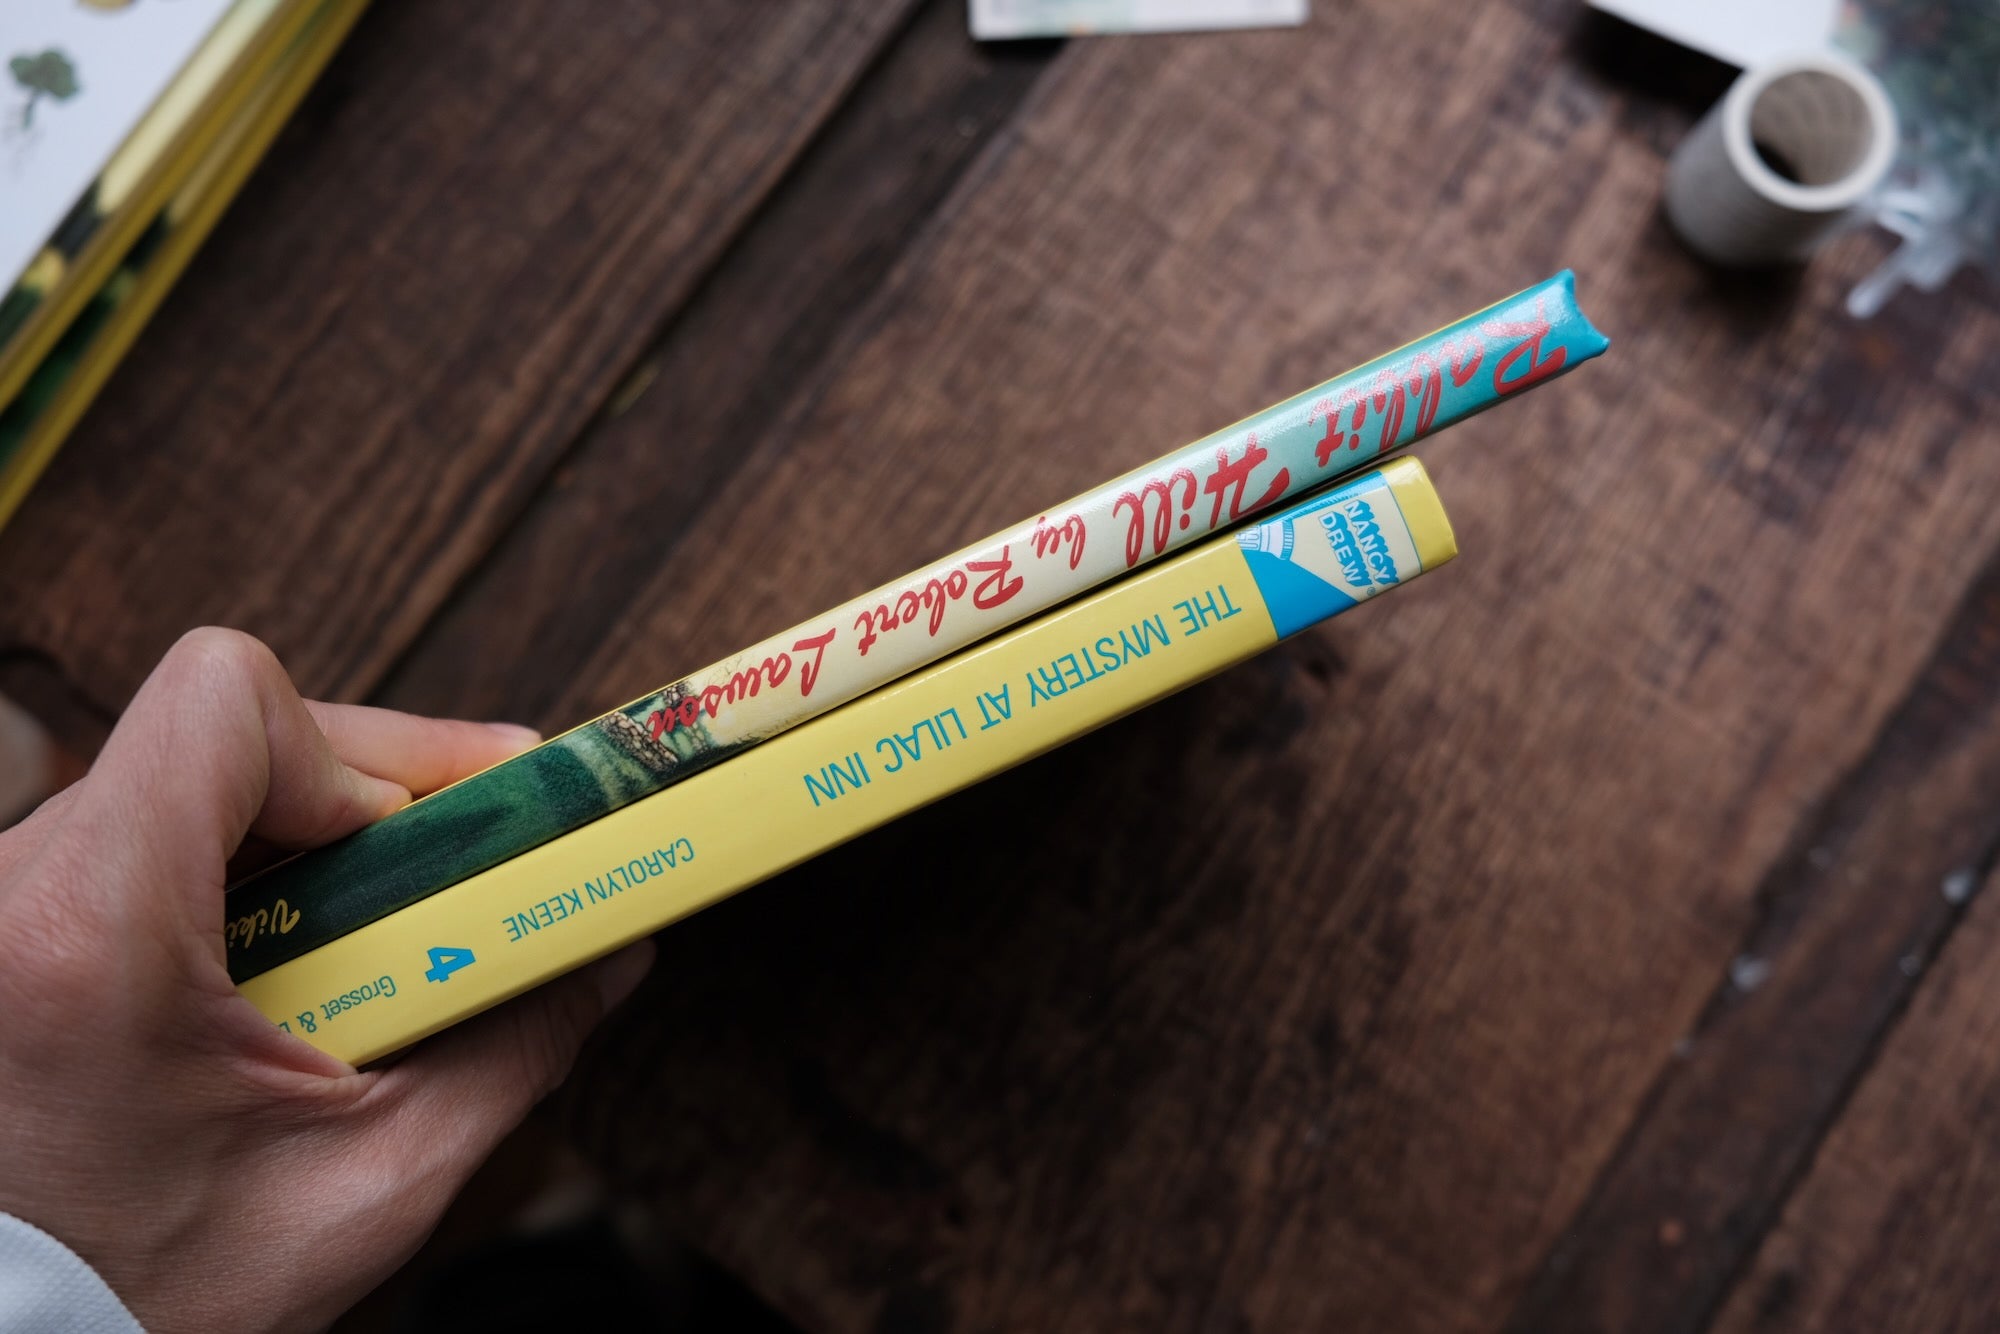 Rabbit Hill by Robert Lawson
NANCY
DREW®
THE MYSTERY AT LILAC INN
CAROLYN KEENE
4
Grosset &